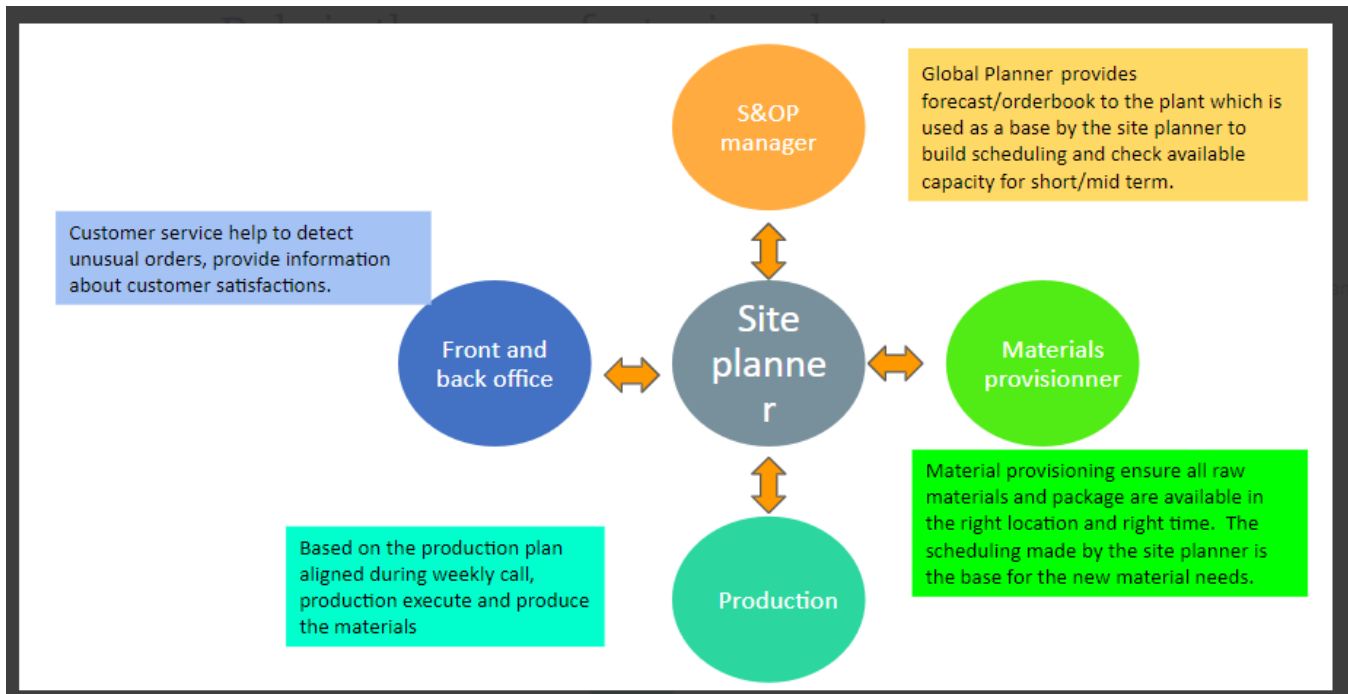 S&OP
manager
Global Planner provides
forecast/orderbook to the plant which is
used as a base by the site planner to
build scheduling and check available
capacity for short/mid term.
Customer service help to detect
unusual orders, provide information
about customer satisfactions.
Front and
back office
Site
planne
r
Materials
provisionner
Material provisioning ensure all raw
materials and package are available in
the right location and right time. The
scheduling made by the site planner is
the base for the new material needs.
Based on the production plan
aligned during weekly call,
production execute and produce
the materials
Production